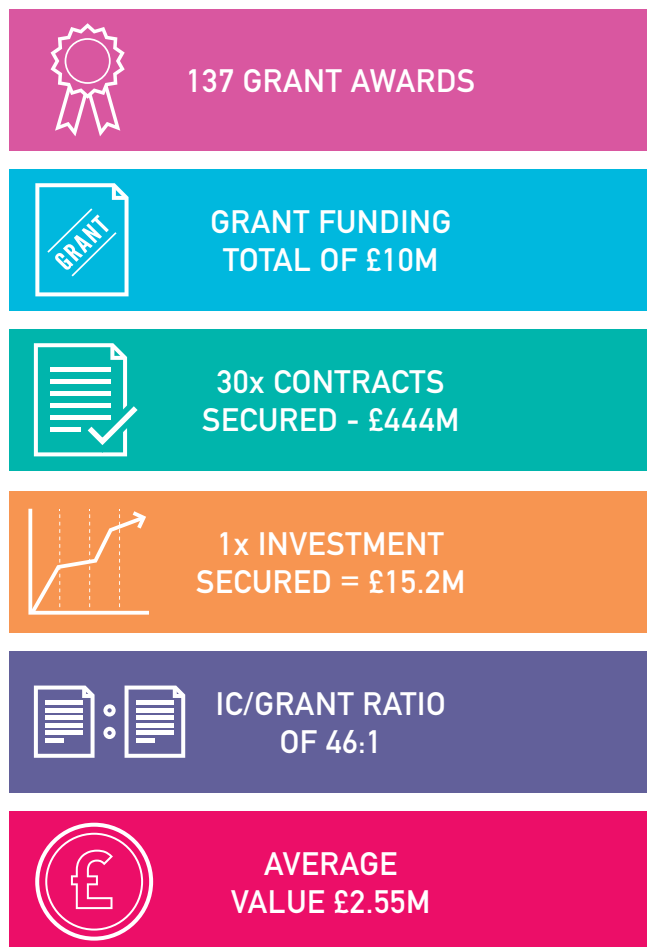 137 GRANT AWARDS
GRANT
GRANT FUNDING
TOTAL OF £10M
30x CONTRACTS
SECURED - £444M
1x INVESTMENT
SECURED = £15.2M
IC/GRANT RATIO
OF 46:1
£
AVERAGE
VALUE £2.55M